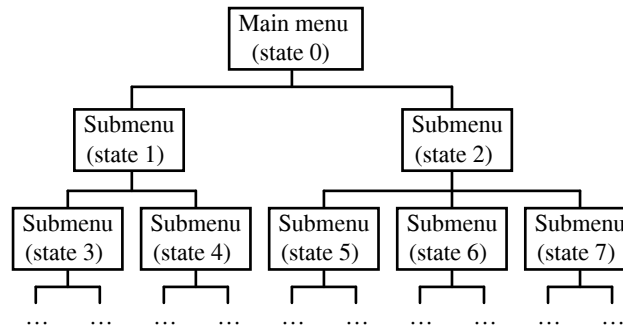 Main menu
(state 0)
Submenu
(state 1)
Submenu
(state 2)
Submenu
(state 3)
Submenu
(state 4)
Submenu
(state 5)
Submenu
(state 6)
Submenu
(state 7)
... ... ... ... ... ... ... ... ... ...